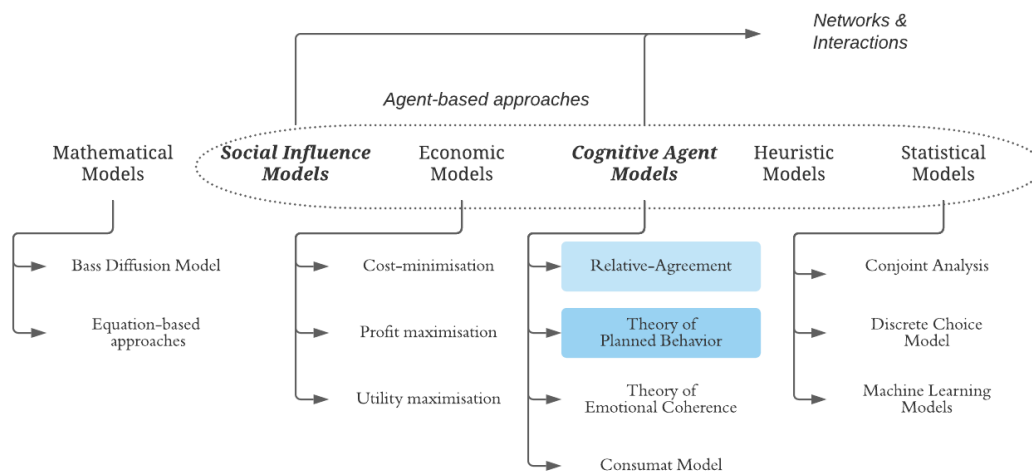 Networks &
Interactions
Agent-based approaches
Mathematical
Models
Social Influence
Models
Economic
Models
Cognitive Agent
Models
Heuristic
Models
Statistical
Models
Bass Diffusion Model
Equation-based
approaches
Cost-minimisation
Profit maximisation
Utility maximisation
Relative-Agreement
Theory of
Planned Behavior
Theory of
Emotional Coherence
Consumat Model
Conjoint Analysis
Discrete Choice
Model
Machine Learning
Models